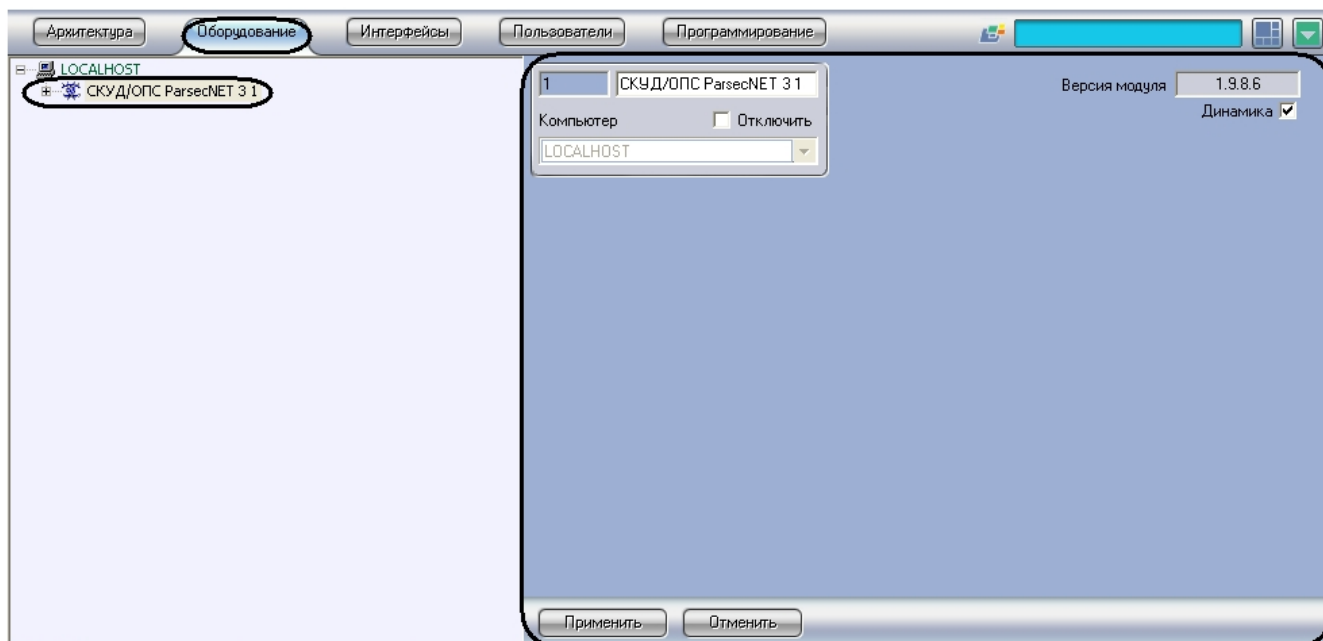 Архитектура Оборудование Интерфейсы Пользователи Программирование
LOCALHOST
СКУД/ОПС ParsecNET 3 1
1 СКУД/ОПС ParsecNET 3 1
Версия модуля 1.9.8.6
Компьютер Отключить
Динамика
LOCALHOST
Применить Отменить